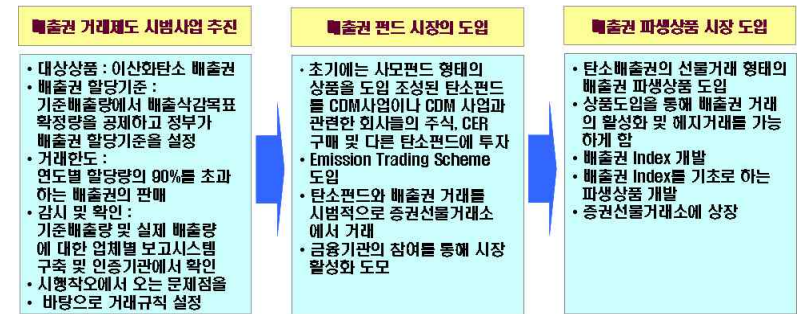 배출권 거래제도 시범사업 추진
• 대상상품 : 이산화탄소 배출권
• 배출권 할당기준 :
기준배출량에서 배출삭감목표
확정량을 공제하고 정부가
배출권 할당기준을 설정
• 거래한도 :
연도별 할당량의 90%를 초과
하는 배출권의 판매
• 감시 및 확인 :
기준배출량 및 실제 배출량
에 대한 업체별 보고시스템
구축 및 인증기관에서 확인
• 시행착오에서 오는 문제점을
• 바탕으로 거래규칙 설정
배출권 펀드 시장의 도입
• 초기에는 사모펀드 형태의
상품을 도입 조성된 탄소펀드
를 CDM사업이나 CDM 사업과
관련한 회사들의 주식, CER
구매 및 다른 탄소펀드에 투자
• Emission Trading Scheme
도입
• 탄소펀드와 배출권 거래를
시범적으로 증권선물거래소
에서 거래
• 금융기관의 참여를 통해 시장
활성화 도모
배출권 파생상품 시장 도입
• 탄소배출권의 선물거래 형태의
배출권 파생상품 도입
• 상품도입을 통해 배출권 거래
의 활성화 및 헤지거래를 가능
하게 함
• 배출권 Index 개발
• 배출권 Index를 기초로 하는
파생상품 개발
• 증권선물거래소에 상장